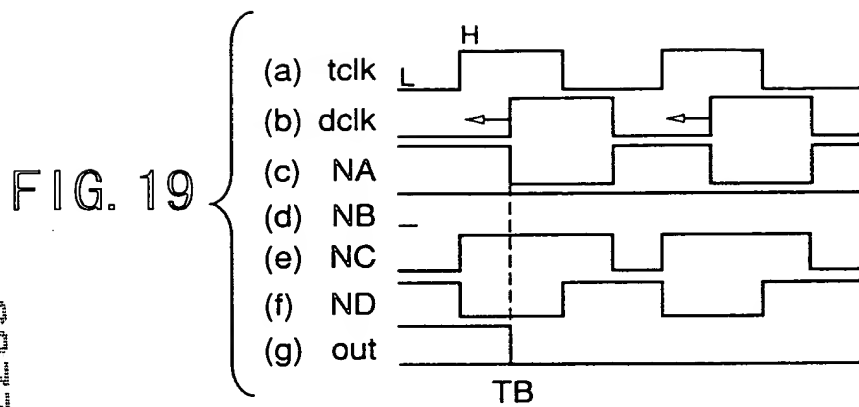 FIG. 19
H
(a) tclk L
(b) dclk
(c) NA
(d) NB
(e) NC
(f) ND
(g) out
TB